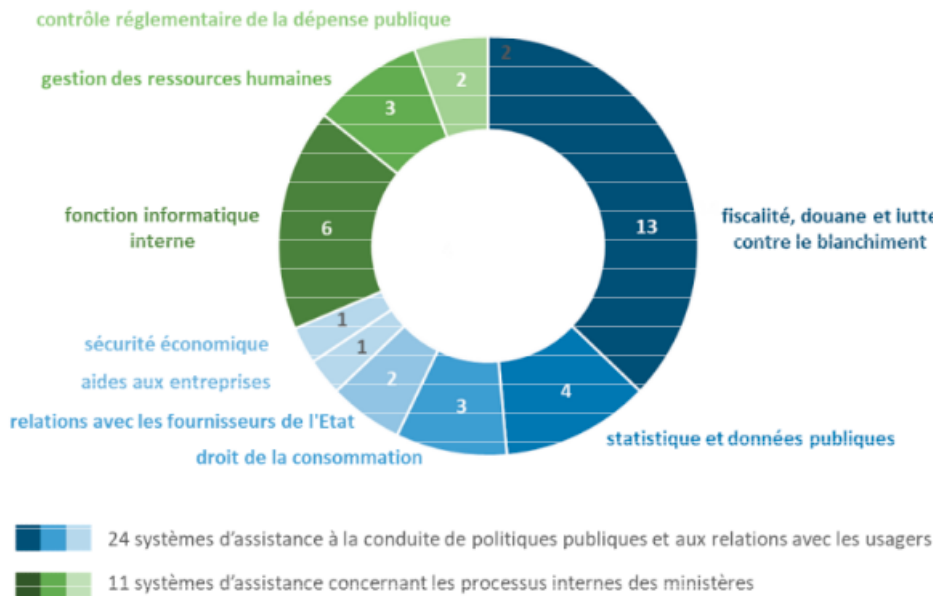 contrôle réglementaire de la dépense publique
2
2
gestion des ressources humaines
3
fonction informatique
interne
6
13
fiscalité, douane et lutte
contre le blanchiment
1
sécurité économique
1
aides aux entreprises
2
relations avec les fournisseurs de l'Etat
3
droit de la consommation
4
statistique et données publiques
24 systèmes d'assistance à la conduite de politiques publiques et aux relations avec les usagers
11 systèmes d'assistance concernant les processus internes des ministères